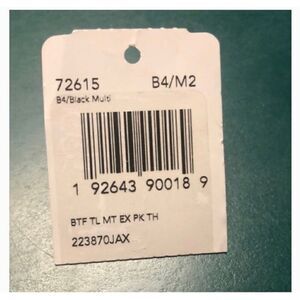 72615 B4/M2
B4/Black Multi
1 92643 90018 9
BTF TL MT EX PK TH
223870JAX